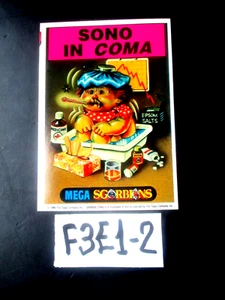 SONO
IN COMA
EPSOM
SALTS
MEGA SGORBIONS
F3E1-2